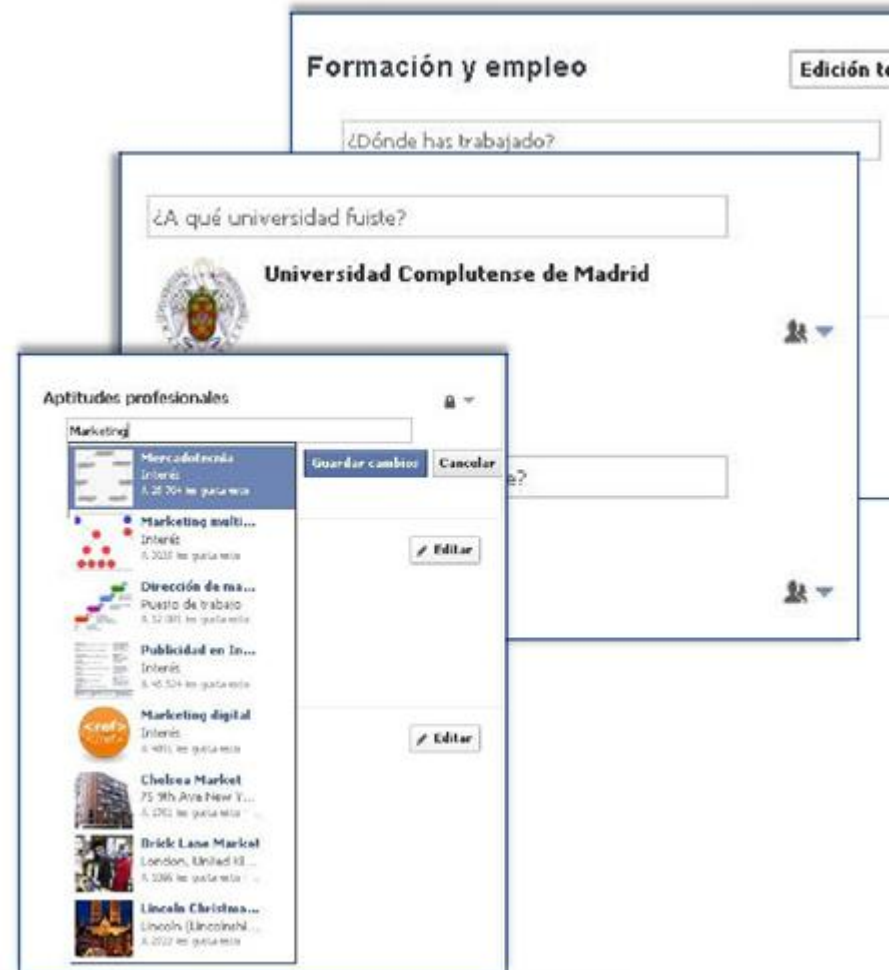 Formación y empleo
Edición
¿Dónde has trabajado?
¿A qué universidad fuiste?
Universidad Complutense de Madrid
Aptitudes profesionales
Marketing
Mercadotecnia
Interés
Guardar cambios
Cancelar
Marketing multi...
Interés
Editar
Dirección de ma...
Puesto de trabajo
Publicidad en In...
Interés
Marketing digital
Interés
Editar
Chelsea Market
75 9th Ave New Y...
Brick Lane Market
London, United Ki...
Lincoln Christma...
Lincoln (Lincolnshi...